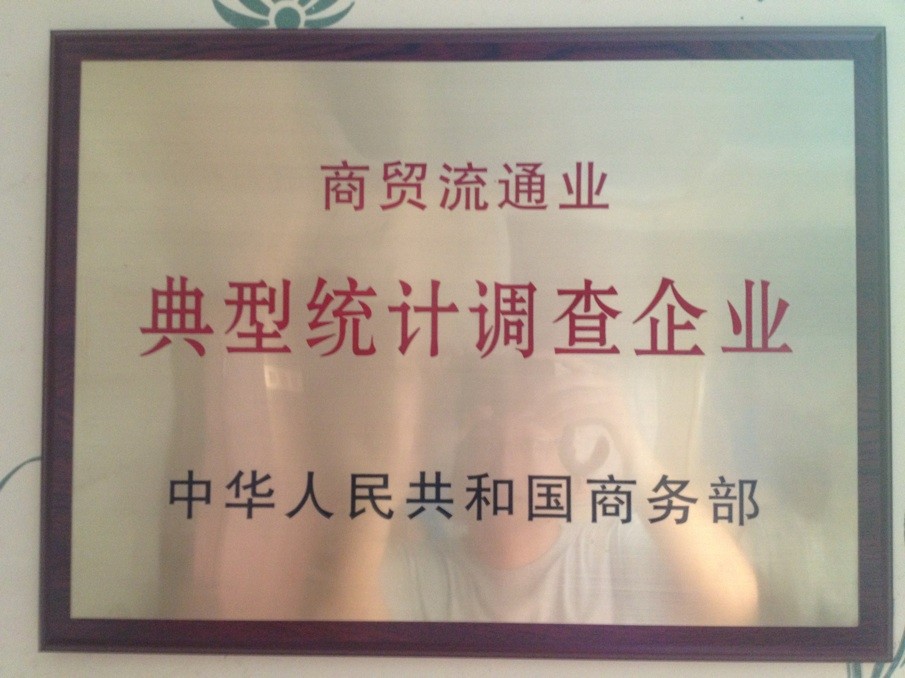 商贸流通业
典型统计调查企业
中华人民共和国商务部